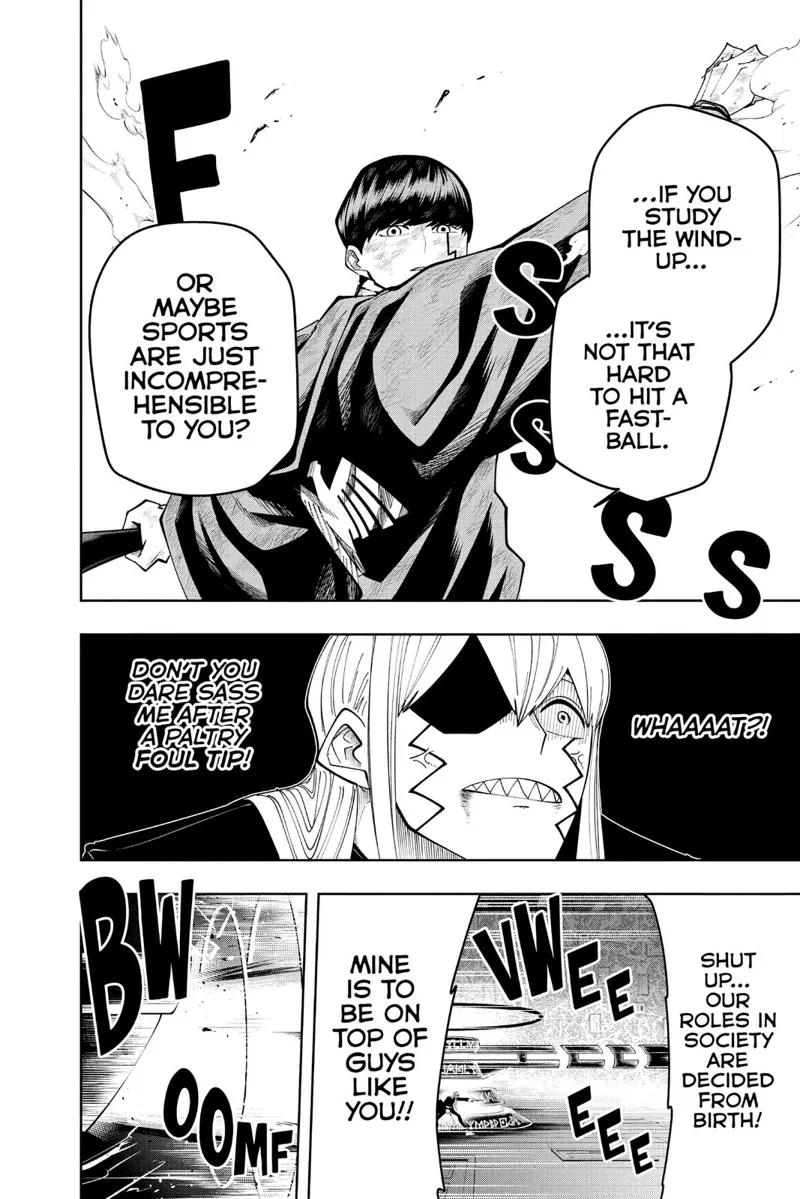 ...IF YOU
STUDY
THE WIND-
UP...
...IT'S
NOT THAT
HARD
TO HIT A
FAST-
BALL.
F
S
S
S
S
OR
MAYBE
SPORTS
ARE JUST
INCOMPRE-
HENSIBLE
TO YOU?
WHAAAAT?!
DON'T YOU
DARE SASS
ME AFTER
A PALTRY
FOUL TIP!
SHUT
UP...
OUR
ROLES IN
SOCIETY
ARE
DECIDED
FROM
BIRTH!
VWEE
EEE
MINE
IS TO
BE ON
TOP OF
GUYS
LIKE
YOU!!
BW
OOMF